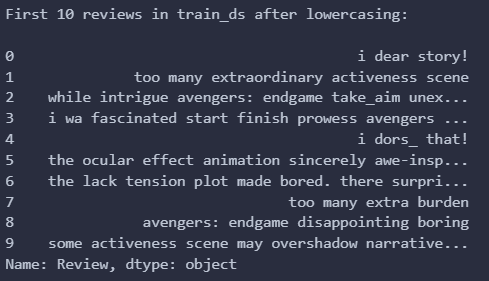 First 10 reviews in train_ds after lowercasing:
0 i dear story!
1 too many extraordinary activeness scene
2 while intrigue avengers: endgame take_aim unex...
3 i wa fascinated start finish prowess avengers ...
4 i dors_ that!
5 the ocular effect animation sincerely awe-insp...
6 the lack tension plot made bored. there surpri...
7 too many extra burden
8 avengers: endgame disappointing boring
9 some activeness scene may overshadow narrative...
Name: Review, dtype: object